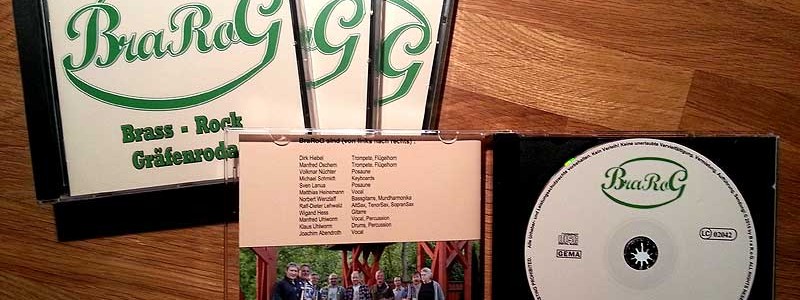 BraRoG
Brass - Rock
Gräfenroda
G
G
BraRoG sind (von links nach rechts) :
Dirk Hiebel Trompete, Flügelhorn
Manfred Oschem Trompete, Flügelhorn
Volkmar Nüchter Posaune
Michael Schmitt Keyboards
Sven Lanus Posaune
Matthias Heinemann Vocal
Norbert Wenzlaff Bassgitarre, Mundharmonika
Ralf-Dieter Leßwald AltSax, TenorSax, SopranSax
Wigand Hess Gitarre
Manfred Uhlworm Vocal, Percussion
Klaus Uhlworm Drums, Percussion
Joachim Abendroth Vocal
BraRoG
GEMA
LC 02042